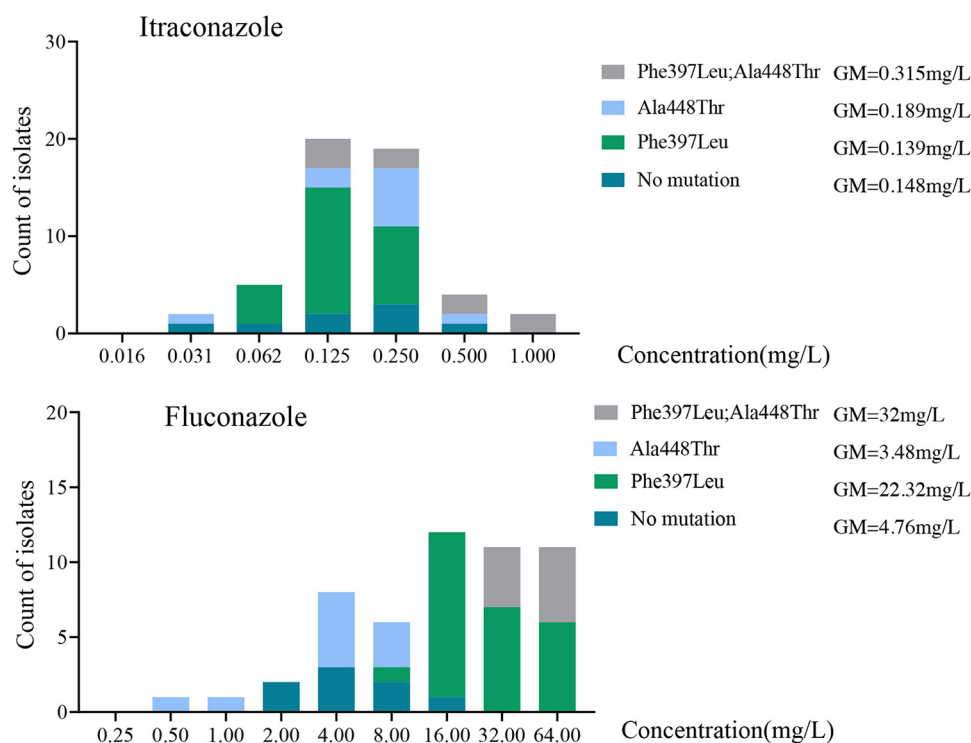 Itraconazole
30
20
10
0
Count of isolates
0.016 0.031 0.062 0.125 0.250 0.500 1.000
Concentration(mg/L)
Phe397Leu;Ala448Thr GM=0.315mg/L
Ala448Thr GM=0.189mg/L
Phe397Leu GM=0.139mg/L
No mutation GM=0.148mg/L
Fluconazole
20
15
10
5
0
Count of isolates
0.25 0.50 1.00 2.00 4.00 8.00 16.00 32.00 64.00
Concentration(mg/L)
Phe397Leu;Ala448Thr GM=32mg/L
Ala448Thr GM=3.48mg/L
Phe397Leu GM=22.32mg/L
No mutation GM=4.76mg/L